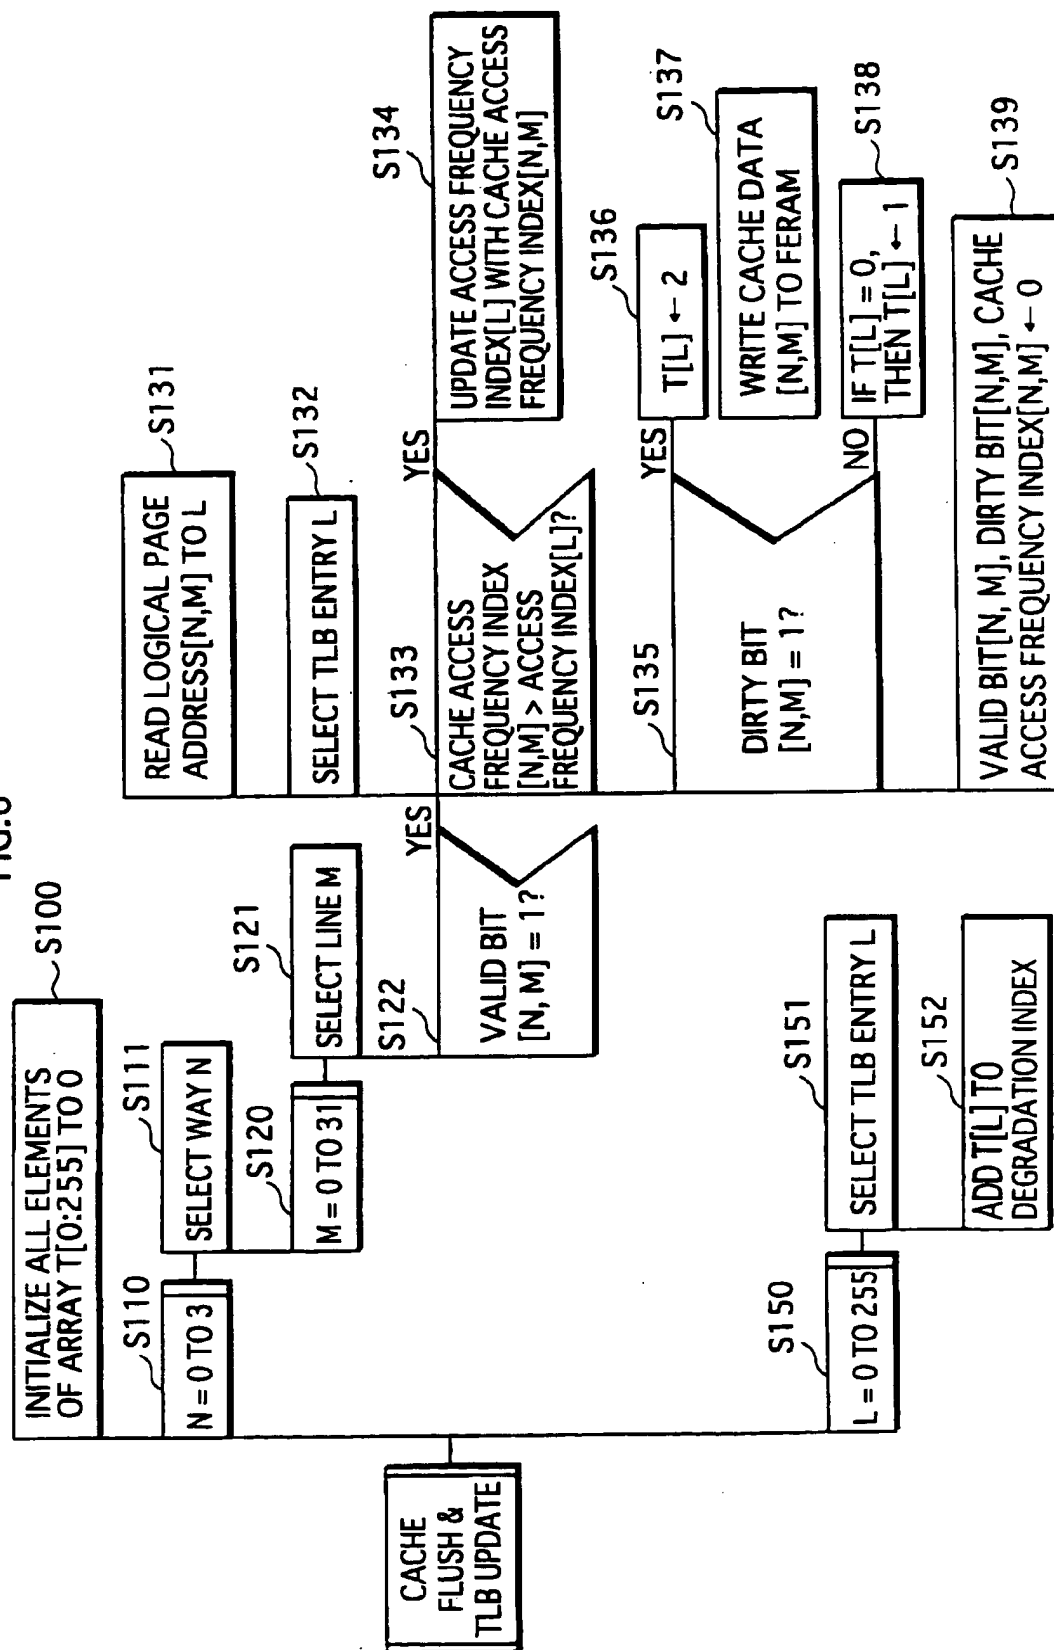 FIG.6
CACHE
FLUSH &
TLB UPDATE
S100
INITIALIZE ALL ELEMENTS
OF ARRAY T[0:255] TO 0
S110
N = 0 TO 3
S111
SELECT WAY N
S120
M = 0 TO 31
S121
SELECT LINE M
S122
VALID BIT
[N, M] = 1?
YES
S131
READ LOGICAL PAGE
ADDRESS[N,M] TO L
S132
SELECT TLB ENTRY L
S133
CACHE ACCESS
FREQUENCY INDEX
[N,M] > ACCESS
FREQUENCY INDEX[L]?
YES
S134
UPDATE ACCESS FREQUENCY
INDEX[L] WITH CACHE ACCESS
FREQUENCY INDEX[N,M]
S135
DIRTY BIT
[N,M] = 1?
YES
S136
T[L] ← 2
S137
WRITE CACHE DATA
[N,M] TO FERAM
NO
S138
IF T[L] = 0,
THEN T[L] ← 1
S139
VALID BIT[N, M], DIRTY BIT[N,M], CACHE
ACCESS FREQUENCY INDEX[N,M] ← 0
S150
L = 0 TO 255
S151
SELECT TLB ENTRY L
S152
ADD T[L] TO
DEGRADATION INDEX